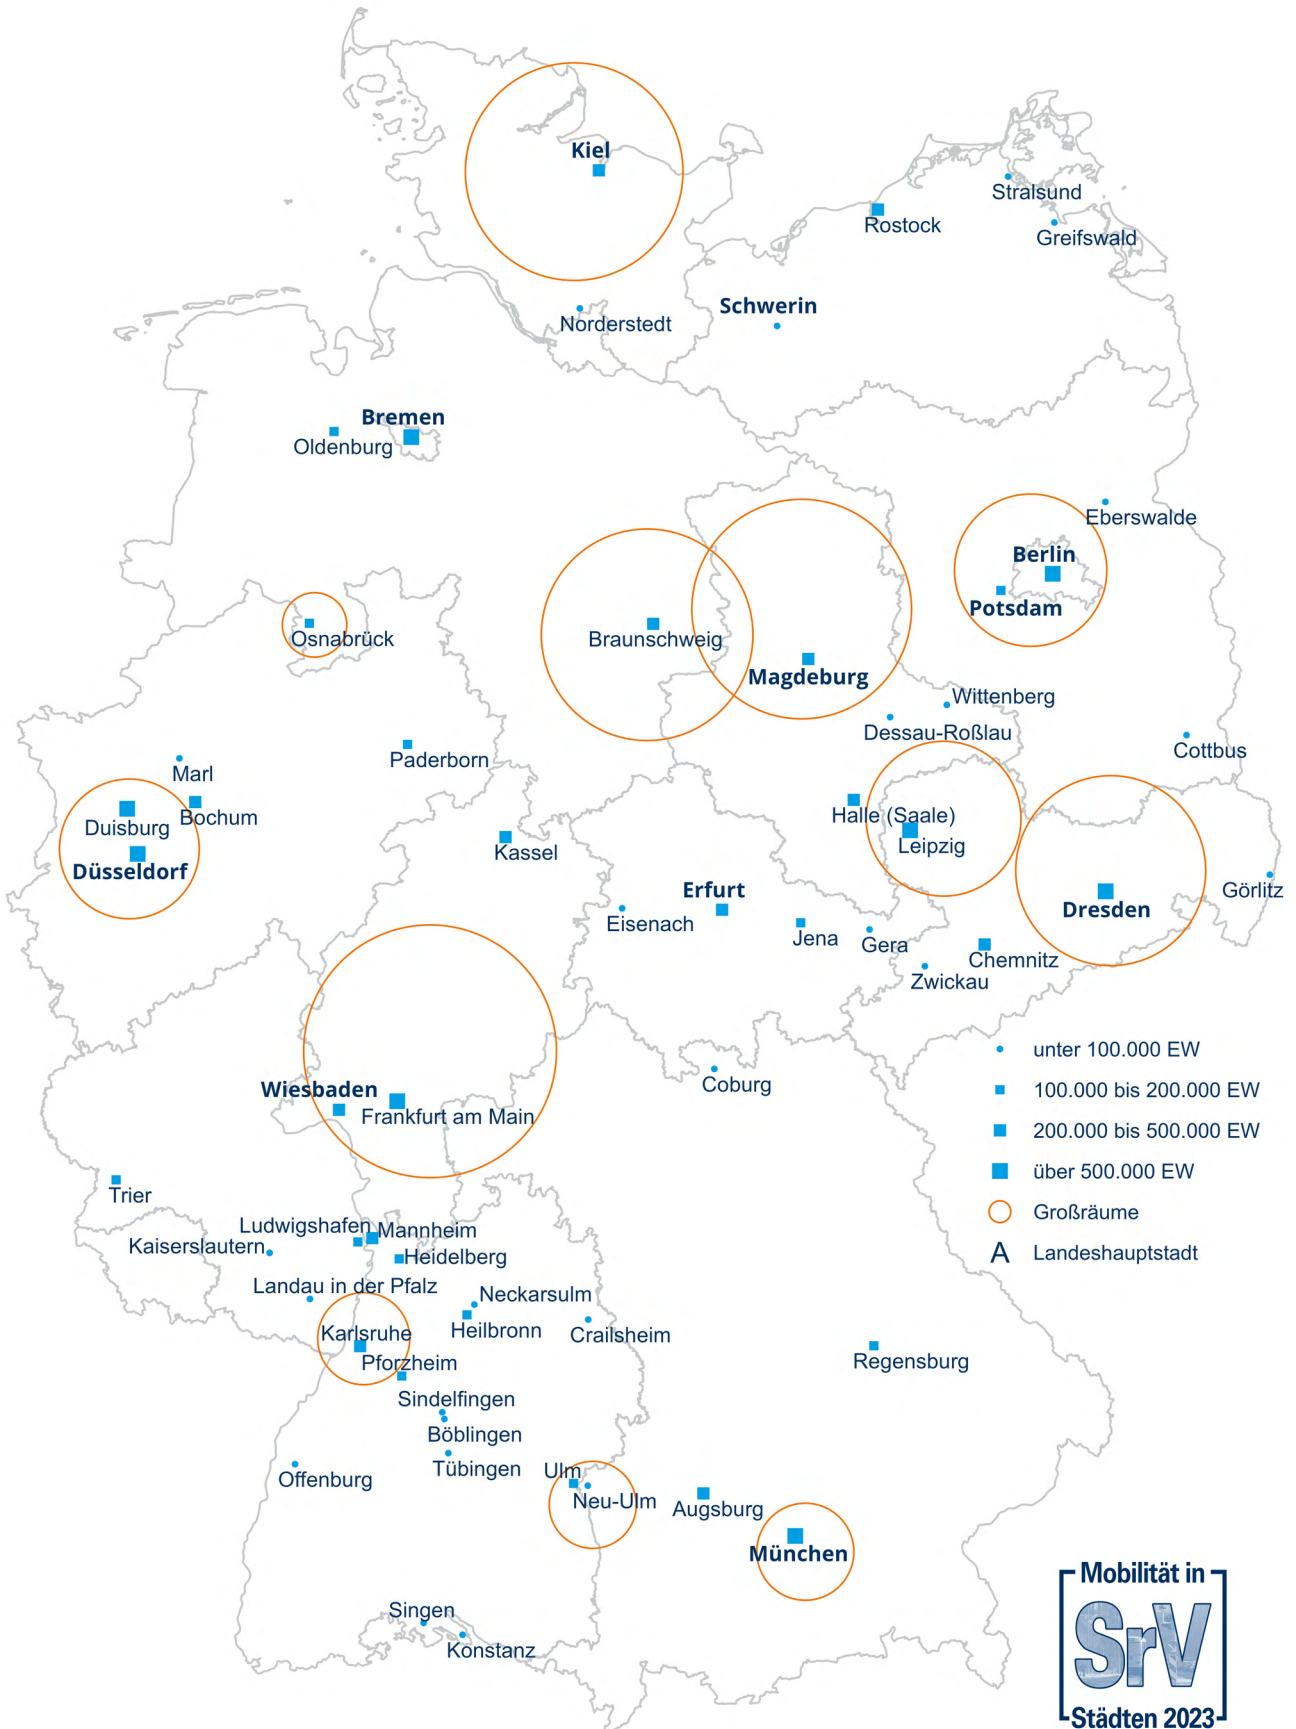 Kiel
Stralsund
Rostock
Greifswald
Schwerin
Norderstedt
Bremen
Oldenburg
Eberswalde
Berlin
Potsdam
Osnabrück
Braunschweig
Magdeburg
Wittenberg
Dessau-Roßlau
Cottbus
Paderborn
Marl
Bochum
Duisburg
Düsseldorf
Kassel
Halle (Saale)
Leipzig
Erfurt
Eisenach
Jena
Gera
Dresden
Görlitz
Chemnitz
Zwickau
Coburg
Wiesbaden
Frankfurt am Main
unter 100.000 EW
100.000 bis 200.000 EW
200.000 bis 500.000 EW
über 500.000 EW
Großräume
A Landeshauptstadt
Trier
Ludwigshafen
Mannheim
Kaiserslautern
Heidelberg
Landau in der Pfalz
Neckarsulm
Heilbronn
Crailsheim
Karlsruhe
Pforzheim
Regensburg
Sindelfingen
Böblingen
Tübingen
Offenburg
Ulm
Neu-Ulm
Augsburg
München
Singen
Konstanz
Mobilität in
SrV
Städten 2023